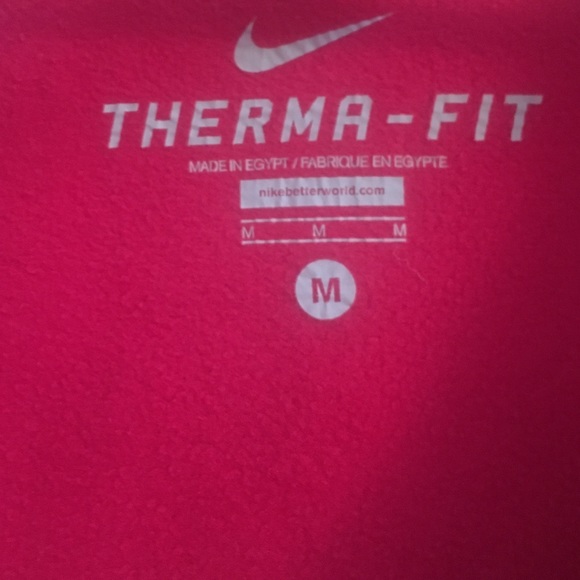 THERMA-FIT
MADE IN EGYPT / FABRIQUE EN EGYPTE
nikebetterworld.com
M M M
M